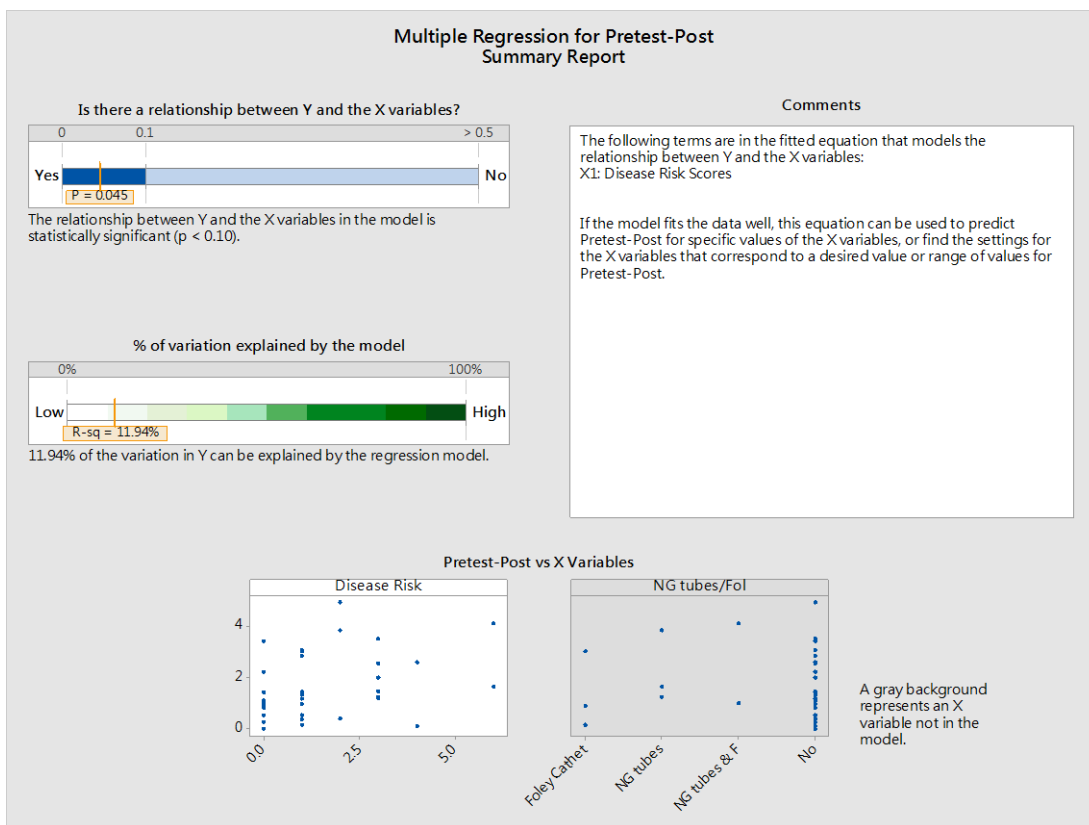 Multiple Regression for Pretest-Post
Summary Report
Is there a relationship between Y and the X variables?
0 0.1 > 0.5
Yes No
P = 0.045
The relationship between Y and the X variables in the model is
statistically significant (p < 0.10).
% of variation explained by the model
0% 100%
Low High
R-sq = 11.94%
11.94% of the variation in Y can be explained by the regression model.
Comments
The following terms are in the fitted equation that models the
relationship between Y and the X variables:
X1: Disease Risk Scores
If the model fits the data well, this equation can be used to predict
Pretest-Post for specific values of the X variables, or find the settings for
the X variables that correspond to a desired value or range of values for
Pretest-Post.
Pretest-Post vs X Variables
Disease Risk
NG tubes/Fol
4
2
0
0.0
2.5
5.0
Foley Cathet
NG tubes
NG tubes & F
No
A gray background
represents an X
variable not in the
model.